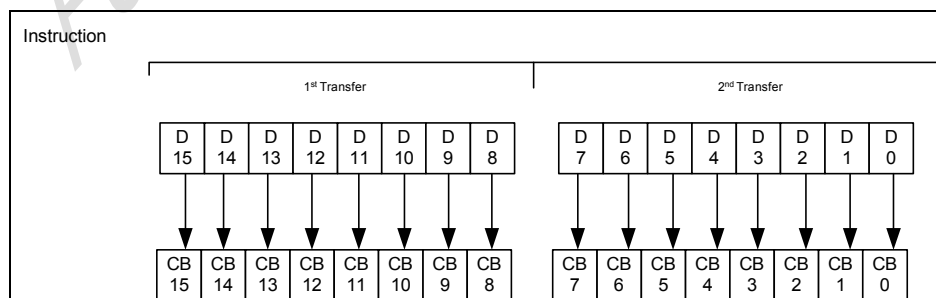 Instruction
1st Transfer
2nd Transfer
D D D D D D D D D D D D D D D D
15 14 13 12 11 10 9 8 7 6 5 4 3 2 1 0
CB CB CB CB CB CB CB CB CB CB CB CB CB CB CB CB
15 14 13 12 11 10 9 8 7 6 5 4 3 2 1 0